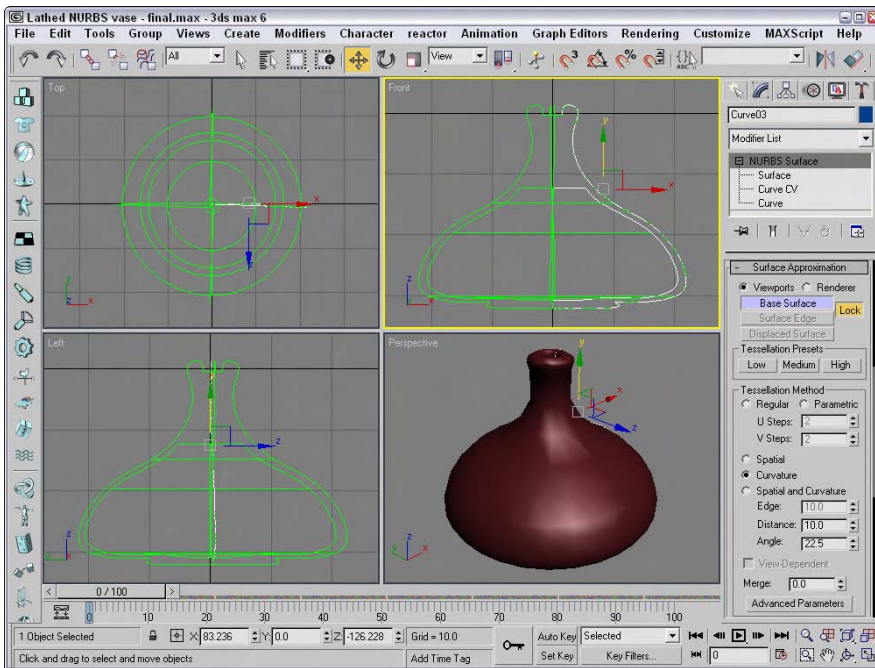 Lathed NURBS vase - final.max - 3ds max 6
File Edit Tools Group Views Create Modifiers Character reactor Animation Graph Editors Rendering Customize MAXScript Help
All
View
Top
Front
Left
Perspective
Curve03
Modifier List
NURBS Surface
Surface
Curve CV
Curve
- Surface Approximation
Viewports Renderer
Base Surface
Lock
Surface Edge
Displaced Surface
Tessellation Presets
Low Medium High
Tessellation Method
Regular Parametric
U Steps: 2
V Steps: 2
Spatial
Curvature
Spatial and Curvature
Edge: 10.0
Distance: 10.0
Angle: 22.5
View-Dependent
Merge: 0.0
Advanced Parameters
< 0 / 100 >
0 10 20 30 40 50 60 70 80 90 100
1 Object Selected X: 83.236 Y: 0.0 Z: -126.228 Grid = 10.0 Auto Key Selected
Click and drag to select and move objects Add Time Tag Set Key Key Filters... 0